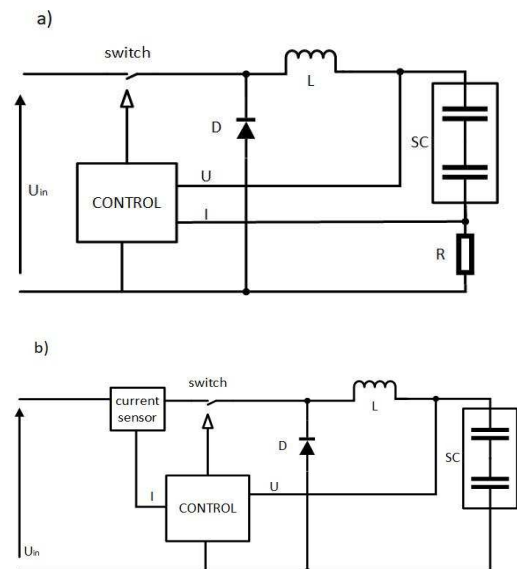 a)
switch
L
D
SC
U
Uin
CONTROL
I
R
b)
switch
current
sensor
L
D
SC
U
I
CONTROL
Uin